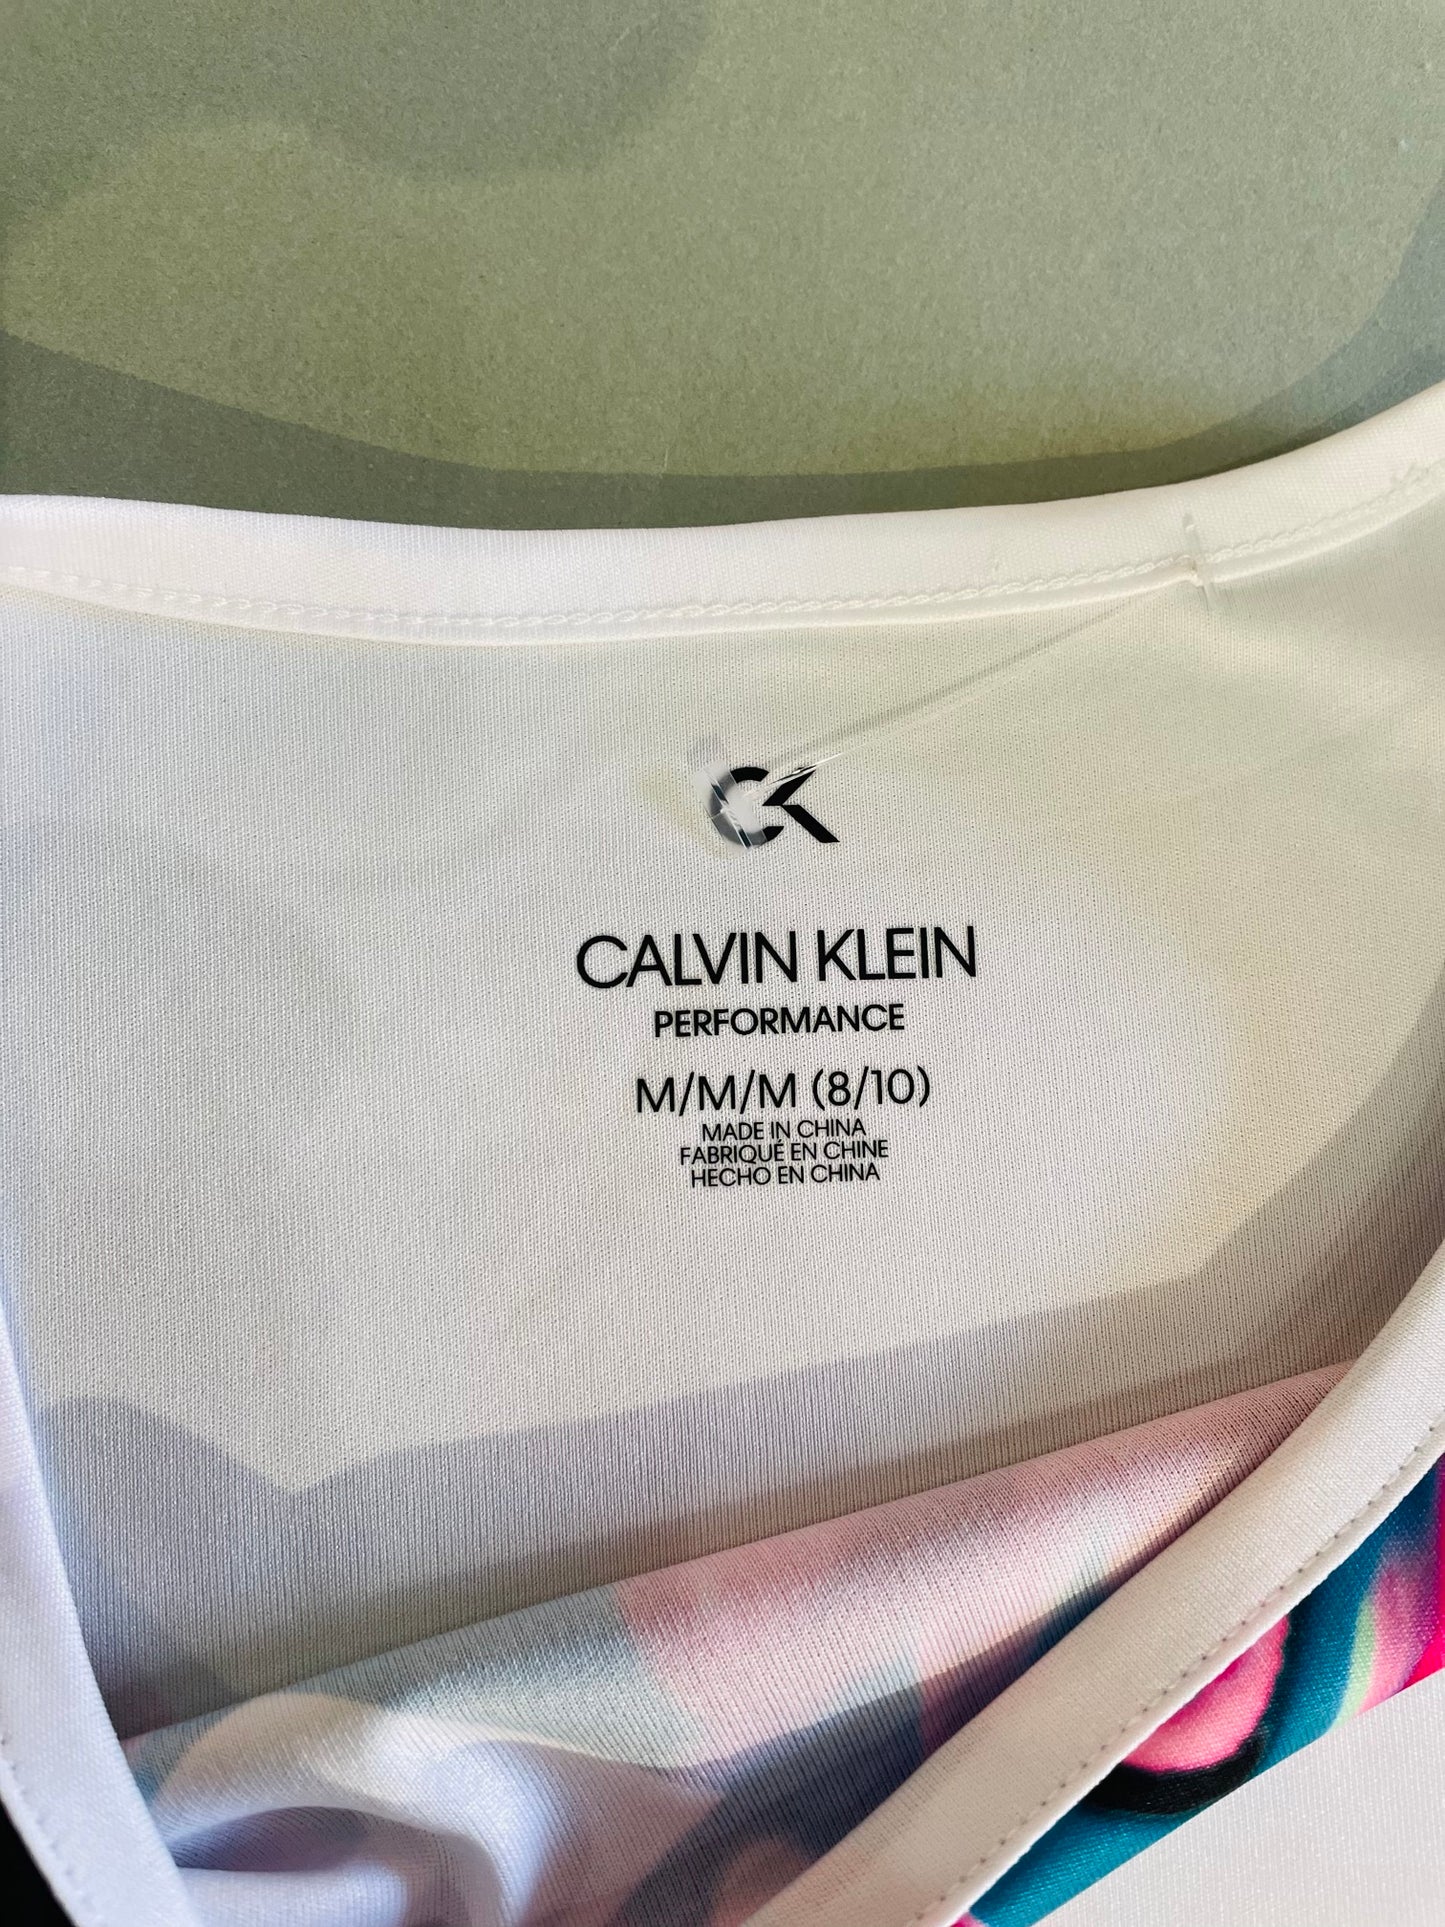 CK
CALVIN KLEIN
PERFORMANCE
M/M/M (8/10)
MADE IN CHINA
FABRIQUÉ EN CHINE
HECHO EN CHINA